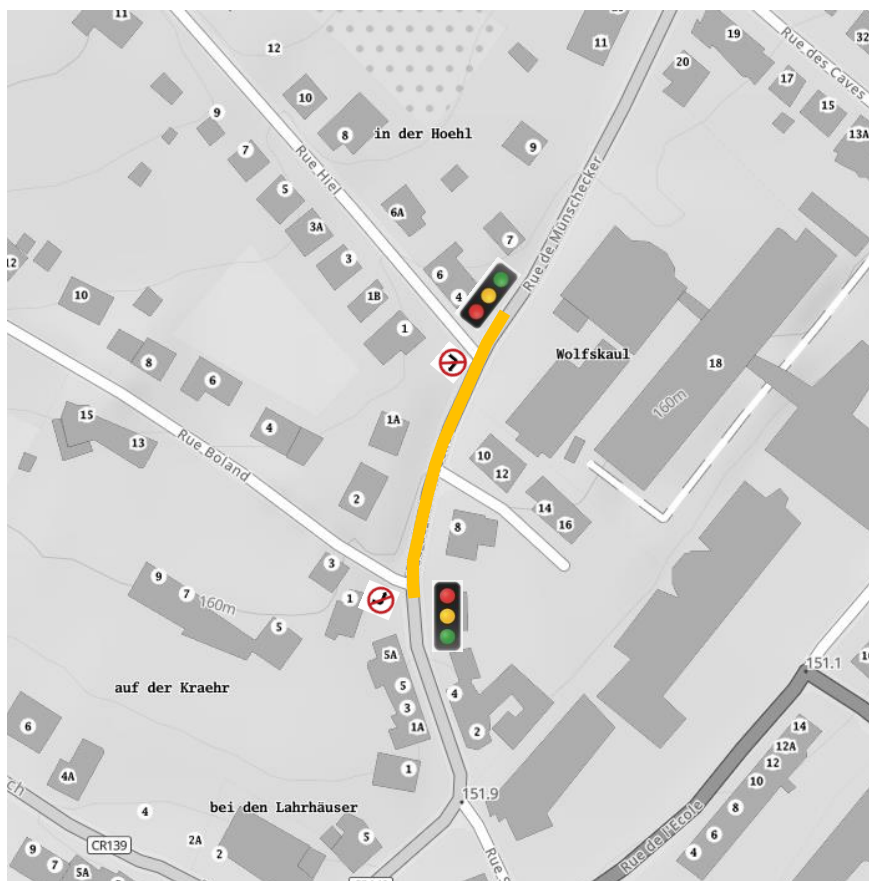 11
12
10
8
in der Hoehl
9
7
5
3A
3
1B
1
Rue Hiel
6A
6
4
7
9
11
20
19
Rue des Caves
32
17
15
13A
Rue de Munschecker
Wolfskaul
18
160m
12
10
8
6
4
1A
2
15
13
Rue Boland
10
12
14
16
8
3
1
9
7
160m
5
5A
5
3
1A
1
4
2
auf der Kraehr
6
4A
4
bei den Lahrhäuser
2A
2
5
CR139
9
7
5A
151.9
151.1
14
12A
12
10
8
6
4
Rue de l'Ecole